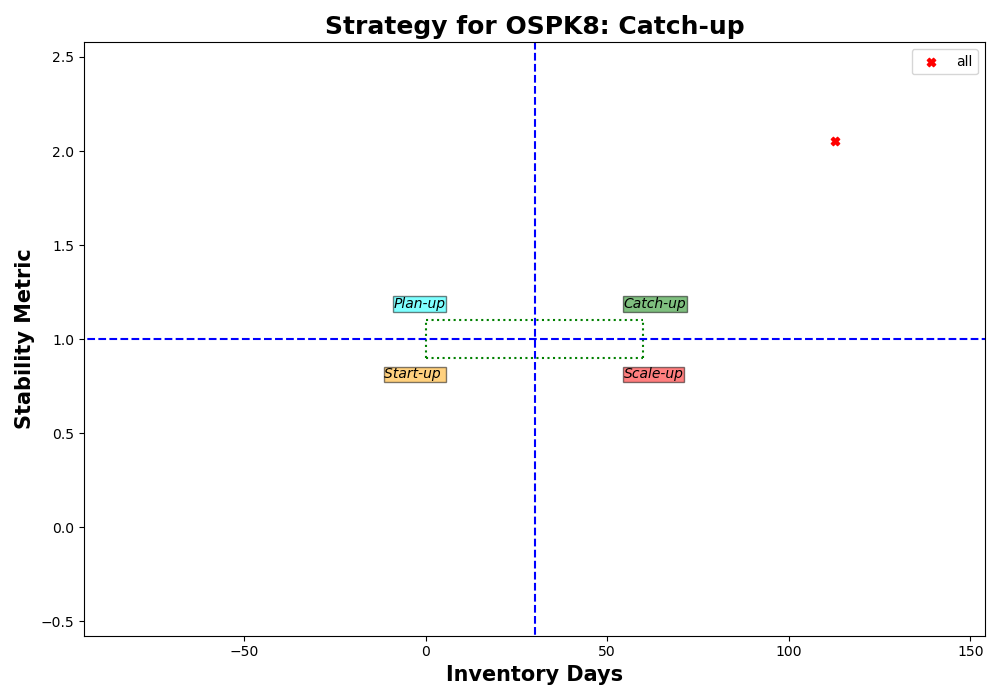 Strategy for OSPK8: Catch-up
all
2.5
2.0
1.5
1.0
0.5
0.0
−0.5
Stability Metric
Plan-up
Catch-up
Start-up
Scale-up
−50
0
50
100
150
Inventory Days